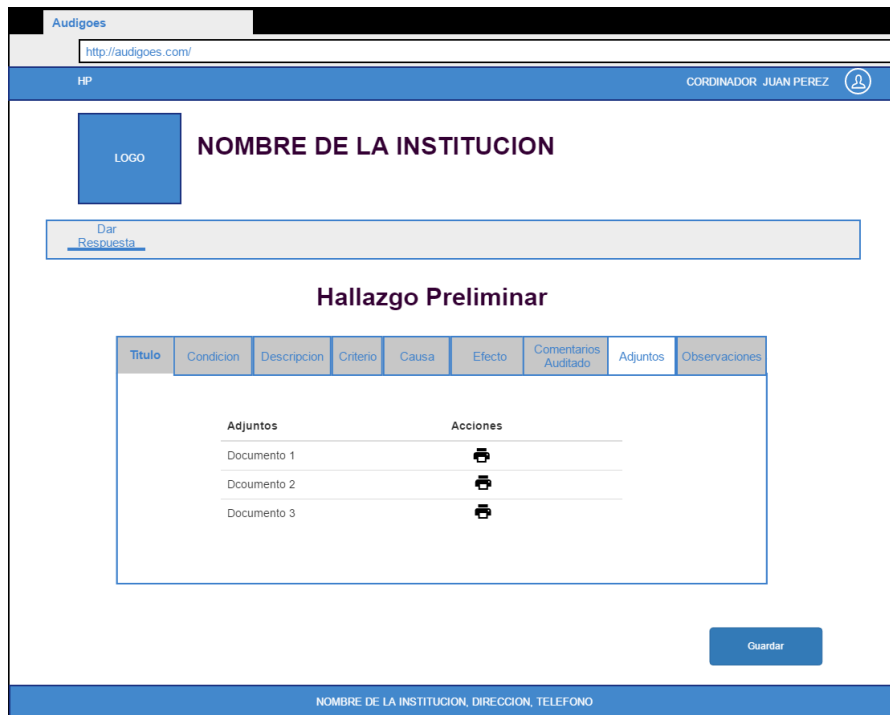 Audigoes
http://audigoes.com/
HP
CORDINADOR JUAN PEREZ
LOGO
NOMBRE DE LA INSTITUCION
Dar
Respuesta
Hallazgo Preliminar
Titulo
Condicion
Descripcion
Criterio
Causa
Efecto
Comentarios
Auditado
Adjuntos
Observaciones
Adjuntos
Acciones
Documento 1
Dcoumento 2
Documento 3
Guardar
NOMBRE DE LA INSTITUCION, DIRECCION, TELEFONO